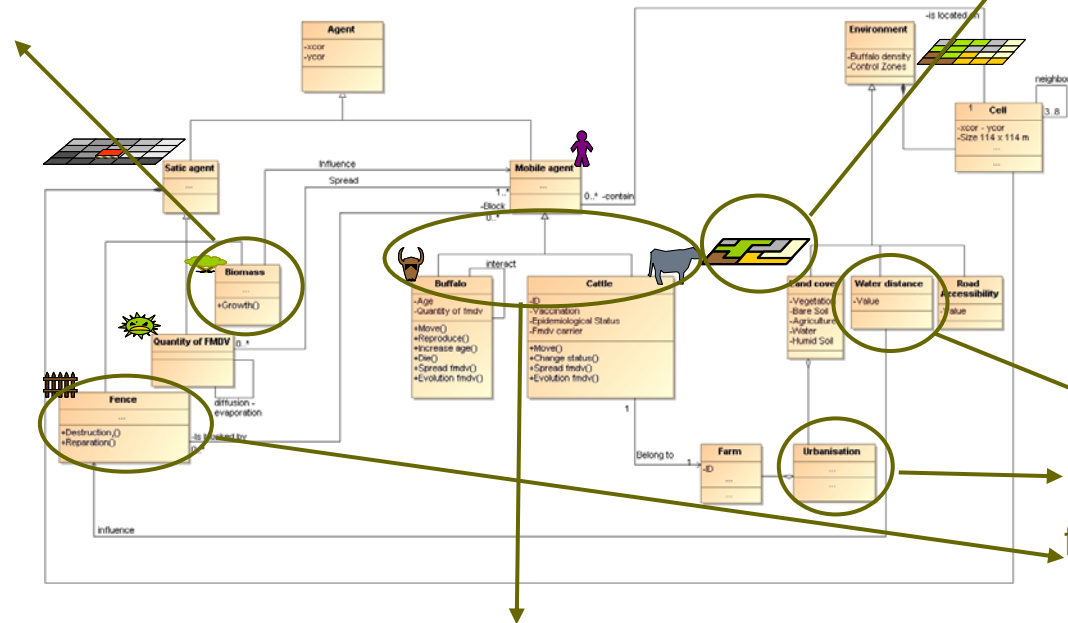 Agent
-xcor
-ycor
-is located on
Environment
-Buffalo density
-Control Zones
1
Cell
-xcor - ycor
-Size 114 x 114 m
...
...
3..8
Satic agent
...
Influence
Spread
Mobile agent
...
1..*
-Block
0..*
0..* -contain
Biomass
...
+Growth()
Quantity of FMDV
0..*
diffusion -
evaporation
Fence
...
+Destruction,()
+Reparation()
-Is blocked by
0..*
interact
Buffalo
-Age
-Quantity of fmdv
+Move()
+Reproduce()
+Increase age()
+Die()
+Spread fmdv()
+Evolution fmdv()
Cattle
-ID
-Vaccination
-Epidemiological Status
-Fmdv carrier
+Move()
+Change status()
+Spread fmdv()
+Evolution fmdv()
1
Land cover
-Vegetation
-Bare Soil
-Agriculture
-Water
-Humid Soil
Water distance
-Value
Road
Accessibility
-Value
Belong to
1
Farm
-ID
...
...
Urbanisation
...
...
influence